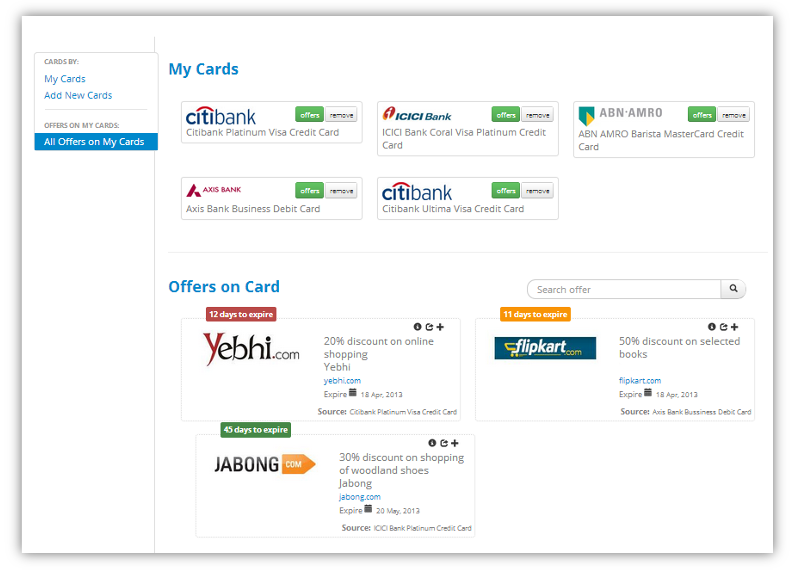 CARDS BY:
My Cards
Add New Cards
OFFERS ON MY CARDS:
All Offers on My Cards
My Cards
citibank offers remove
Citibank Platinum Visa Credit Card
ICICI Bank offers remove
ICICI Bank Coral Visa Platinum Credit
Card
ABN·AMRO offers remove
ABN AMRO Barista MasterCard Credit
Card
AXIS BANK offers remove
Axis Bank Business Debit Card
citibank offers remove
Citibank Ultima Visa Credit Card
Offers on Card
Search offer
12 days to expire
Yebhi.com
20% discount on online
shopping
Yebhi
yebhi.com
Expire 18 Apr, 2013
Source: Citibank Platinum Visa Credit Card
11 days to expire
flipkart.com
50% discount on selected
books
flipkart.com
Expire 18 Apr, 2013
Source: Axis Bank Bussiness Debit Card
45 days to expire
JABONG COM
30% discount on shopping
of woodland shoes
Jabong
jabong.com
Expire 20 May, 2013
Source: ICICI Bank Platinum Credit Card